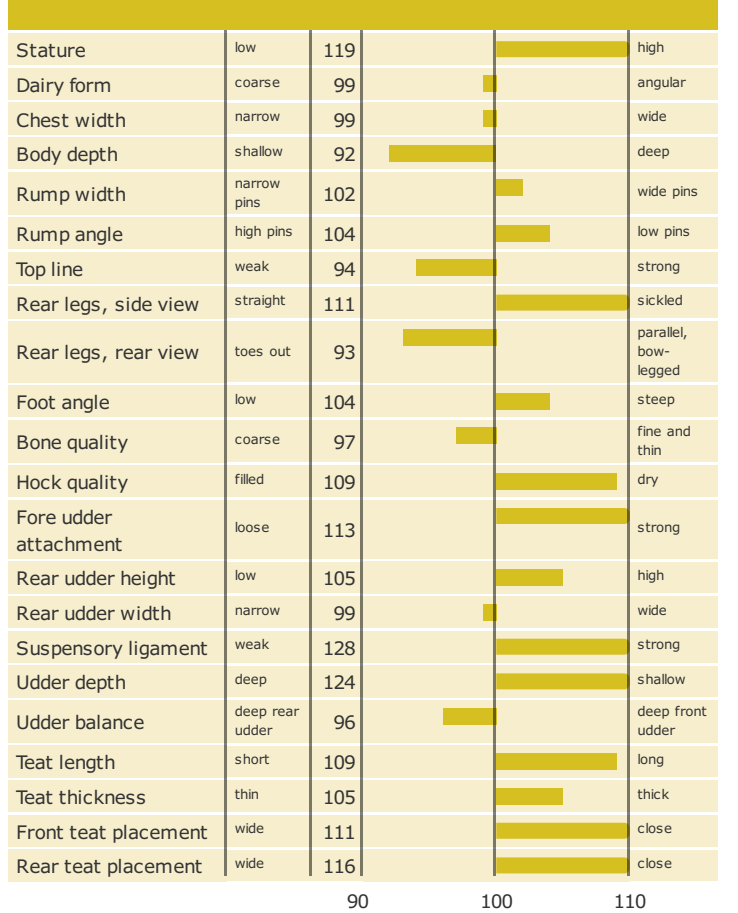 Stature low 119 high
Dairy form coarse 99 angular
Chest width narrow 99 wide
Body depth shallow 92 deep
Rump width narrow pins 102 wide pins
Rump angle high pins 104 low pins
Top line weak 94 strong
Rear legs, side view straight 111 sickled
Rear legs, rear view toes out 93 parallel, bow-legged
Foot angle low 104 steep
Bone quality coarse 97 fine and thin
Hock quality filled 109 dry
Fore udder attachment loose 113 strong
Rear udder height low 105 high
Rear udder width narrow 99 wide
Suspensory ligament weak 128 strong
Udder depth deep 124 shallow
Udder balance deep rear udder 96 deep front udder
Teat length short 109 long
Teat thickness thin 105 thick
Front teat placement wide 111 close
Rear teat placement wide 116 close
90 100 110